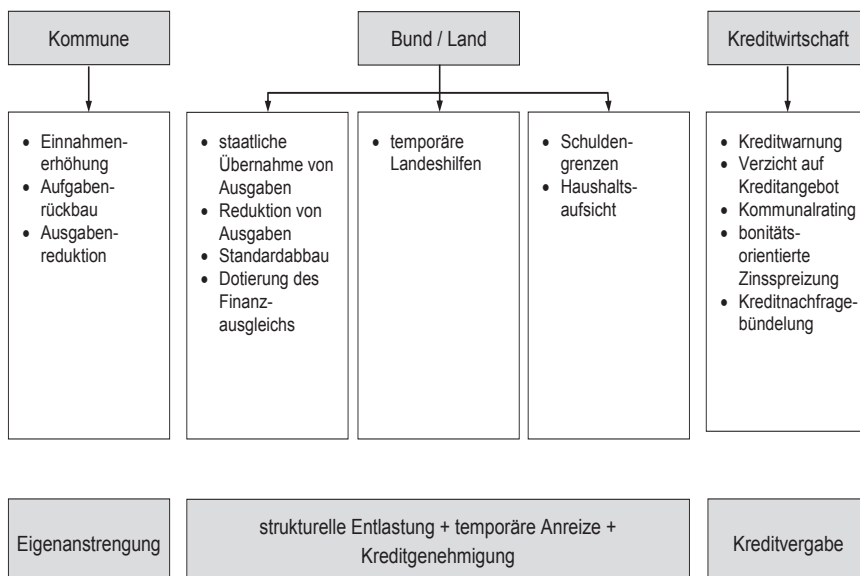 Kommune
Bund / Land
Kreditwirtschaft
• Einnahmen-
erhöhung
• Aufgaben-
rückbau
• Ausgaben-
reduktion
• staatliche
Übernahme von
Ausgaben
• Reduktion von
Ausgaben
• Standardabbau
• Dotierung des
Finanz-
ausgleichs
• temporäre
Landeshilfen
• Schulden-
grenzen
• Haushalts-
aufsicht
• Kreditwarnung
• Verzicht auf
Kreditangebot
• Kommunalrating
• bonitäts-
orientierte
Zinsspreizung
• Kreditnachfrage-
bündelung
Eigenanstrengung
strukturelle Entlastung + temporäre Anreize +
Kreditgenehmigung
Kreditvergabe